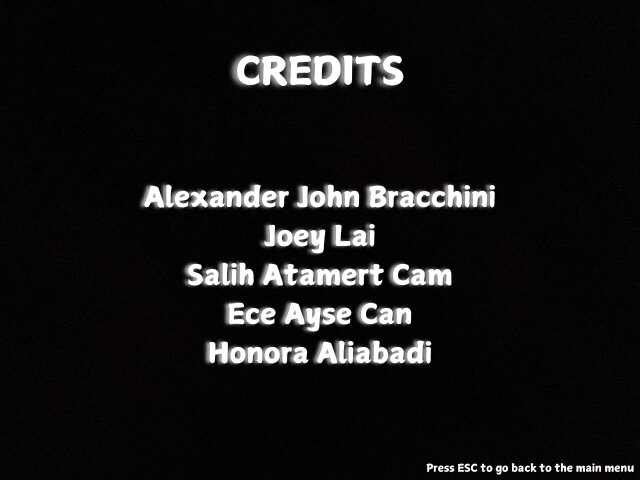 CREDITS
Alexander John Bracchini
Joey Lai
Salih Atamert Cam
Ece Ayse Can
Honora Aliabadi
Press ESC to go back to the main menu